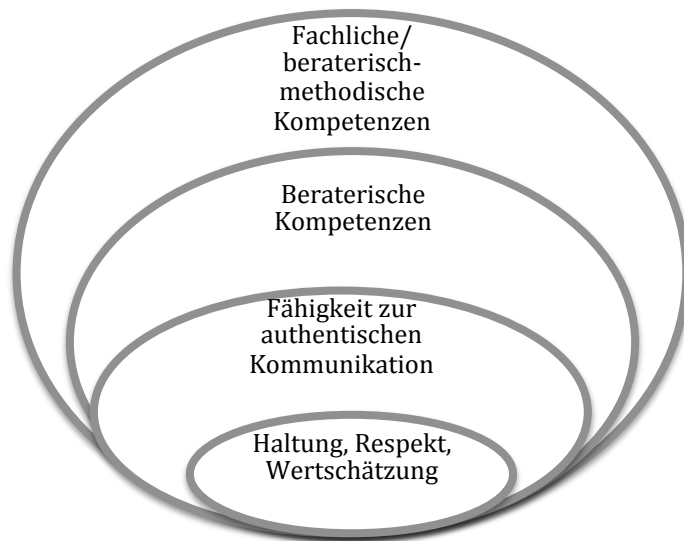 Fachliche/
beraterisch-
methodische
Kompetenzen
Beraterische
Kompetenzen
Fähigkeit zur
authentischen
Kommunikation
Haltung, Respekt,
Wertschätzung